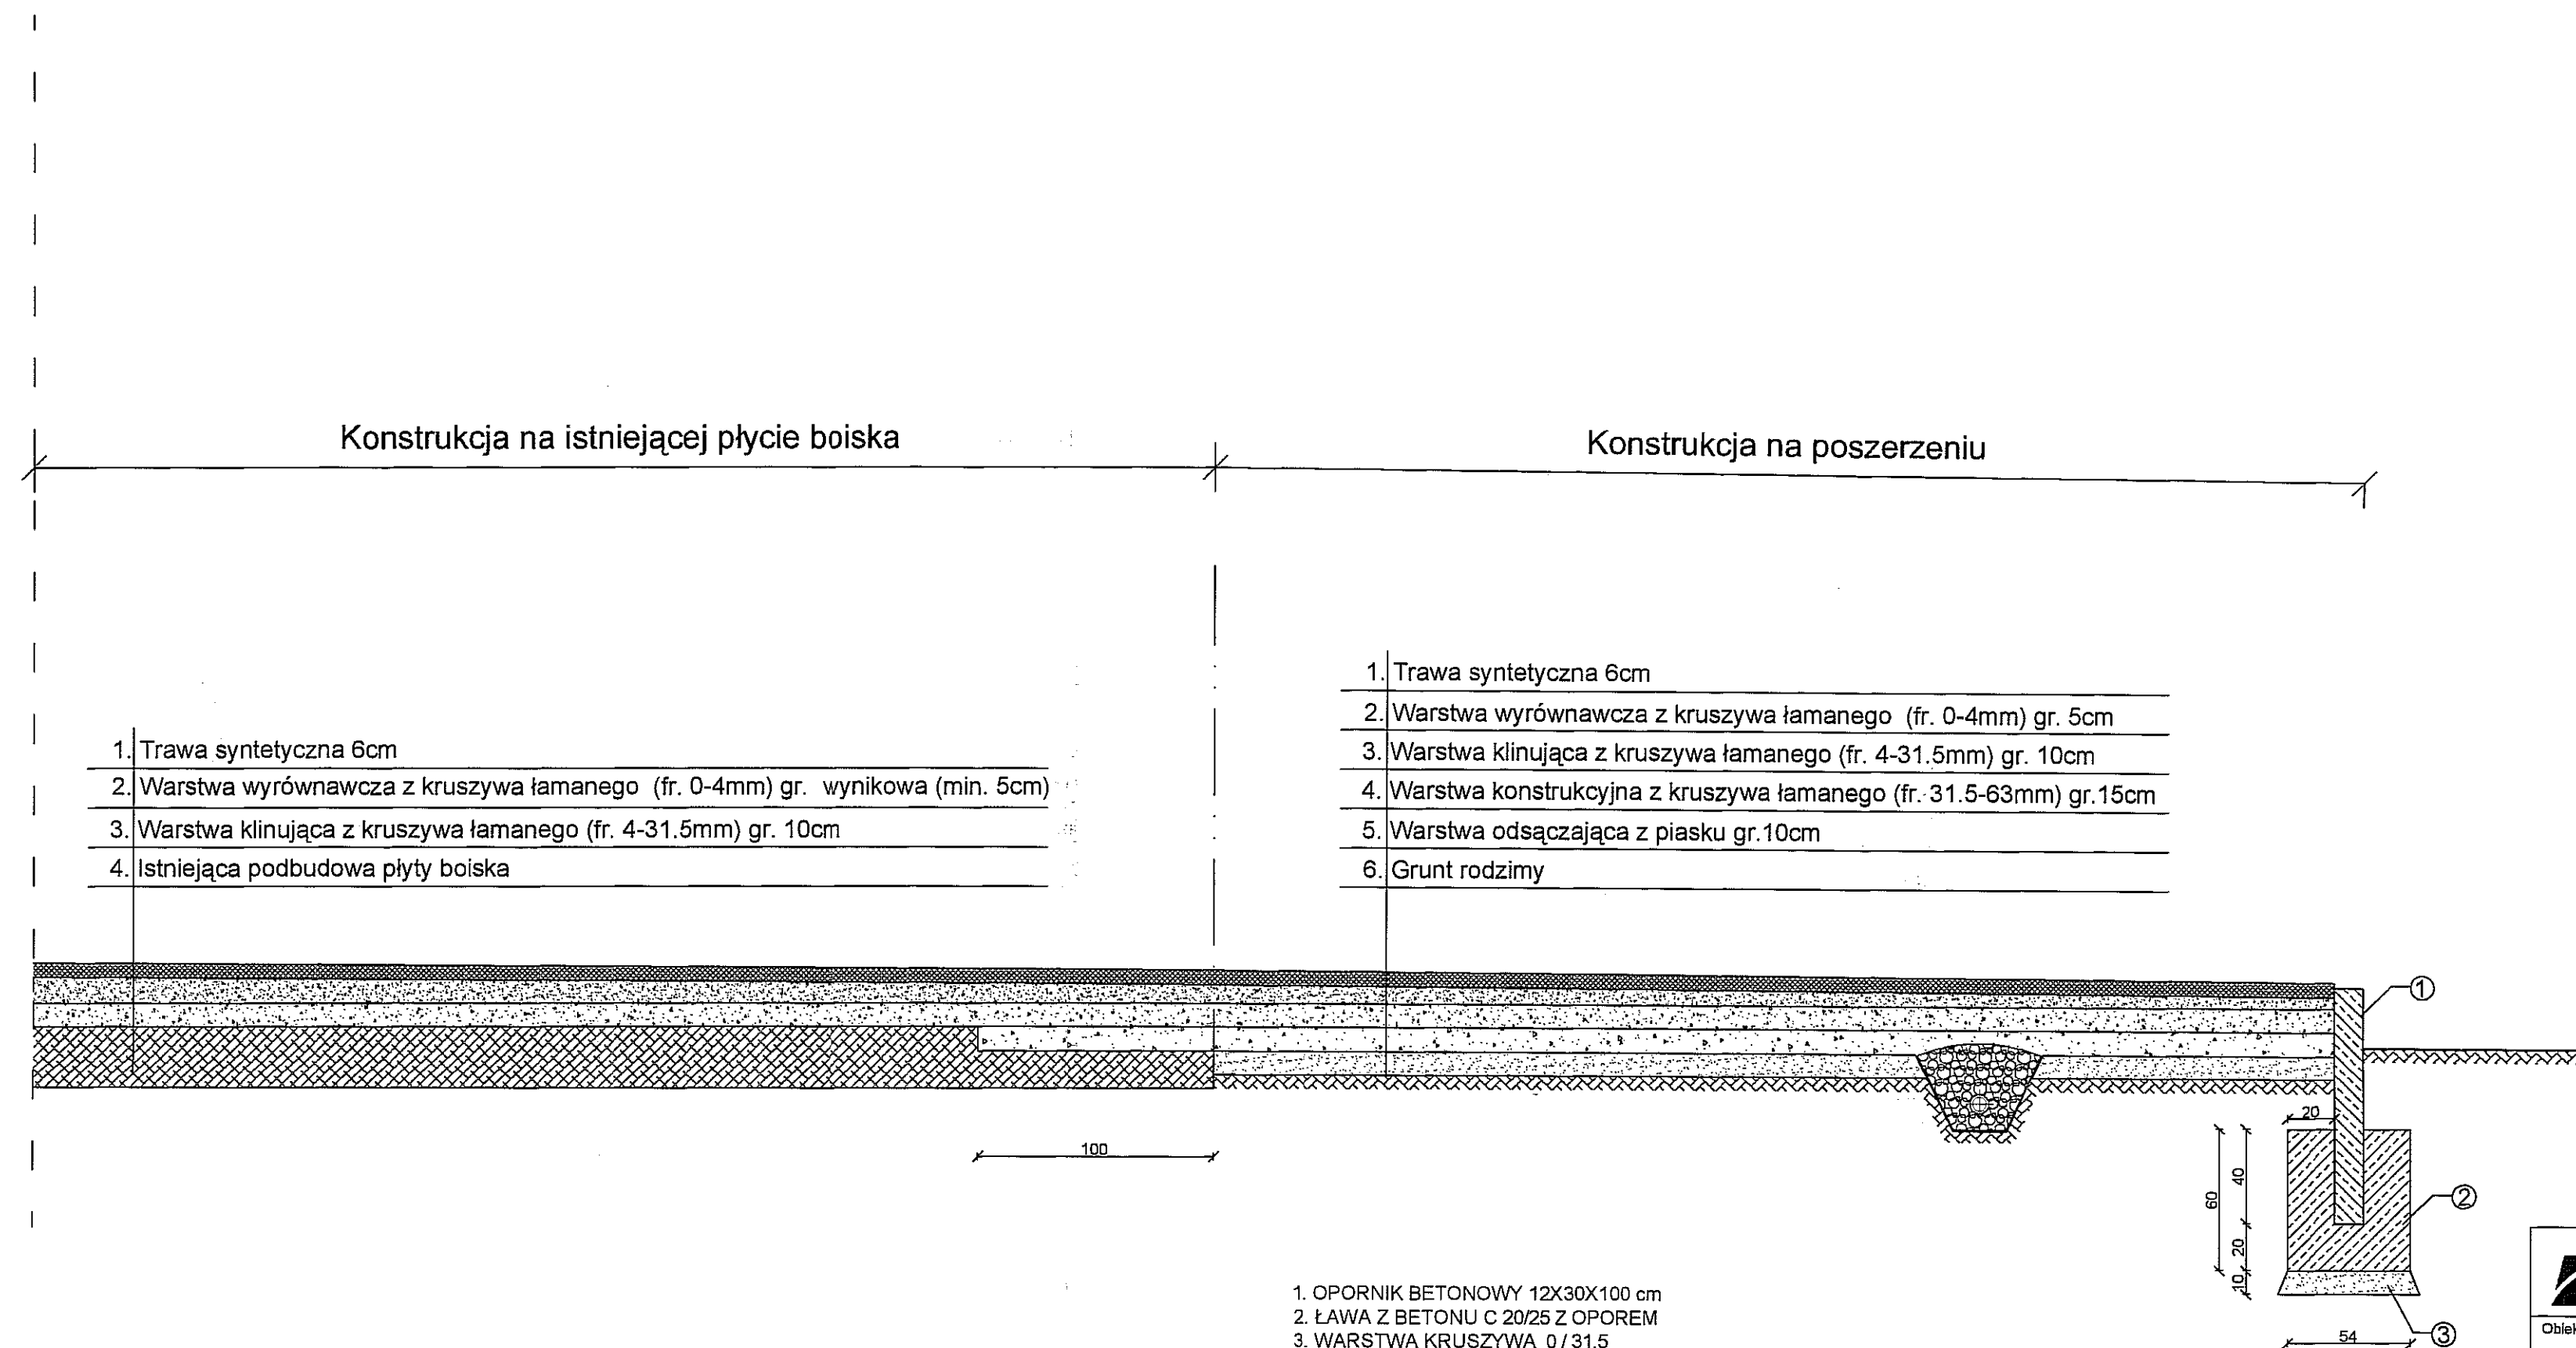 Konstrukcja na istniejącej płycie boiska
Konstrukcja na poszerzeniu
1. Trawa syntetyczna 6cm
2. Warstwa wyrównawcza z kruszywa łamanego (fr. 0-4mm) gr. wynikowa (min. 5cm)
3. Warstwa klinująca z kruszywa łamanego (fr. 4-31.5mm) gr. 10cm
4. Istniejąca podbudowa płyty boiska
1. Trawa syntetyczna 6cm
2. Warstwa wyrównawcza z kruszywa łamanego (fr. 0-4mm) gr. 5cm
3. Warstwa klinująca z kruszywa łamanego (fr. 4-31.5mm) gr. 10cm
4. Warstwa konstrukcyjna z kruszywa łamanego (fr. 31.5-63mm) gr.15cm
5. Warstwa odsączająca z piasku gr.10cm
6. Grunt rodzimy
1
100
20
60
40
20
10
2
3
54
1. OPORNIK BETONOWY 12X30X100 cm
2. ŁAWA Z BETONU C 20/25 Z OPOREM
3. WARSTWA KRUSZYWA 0 / 31.5